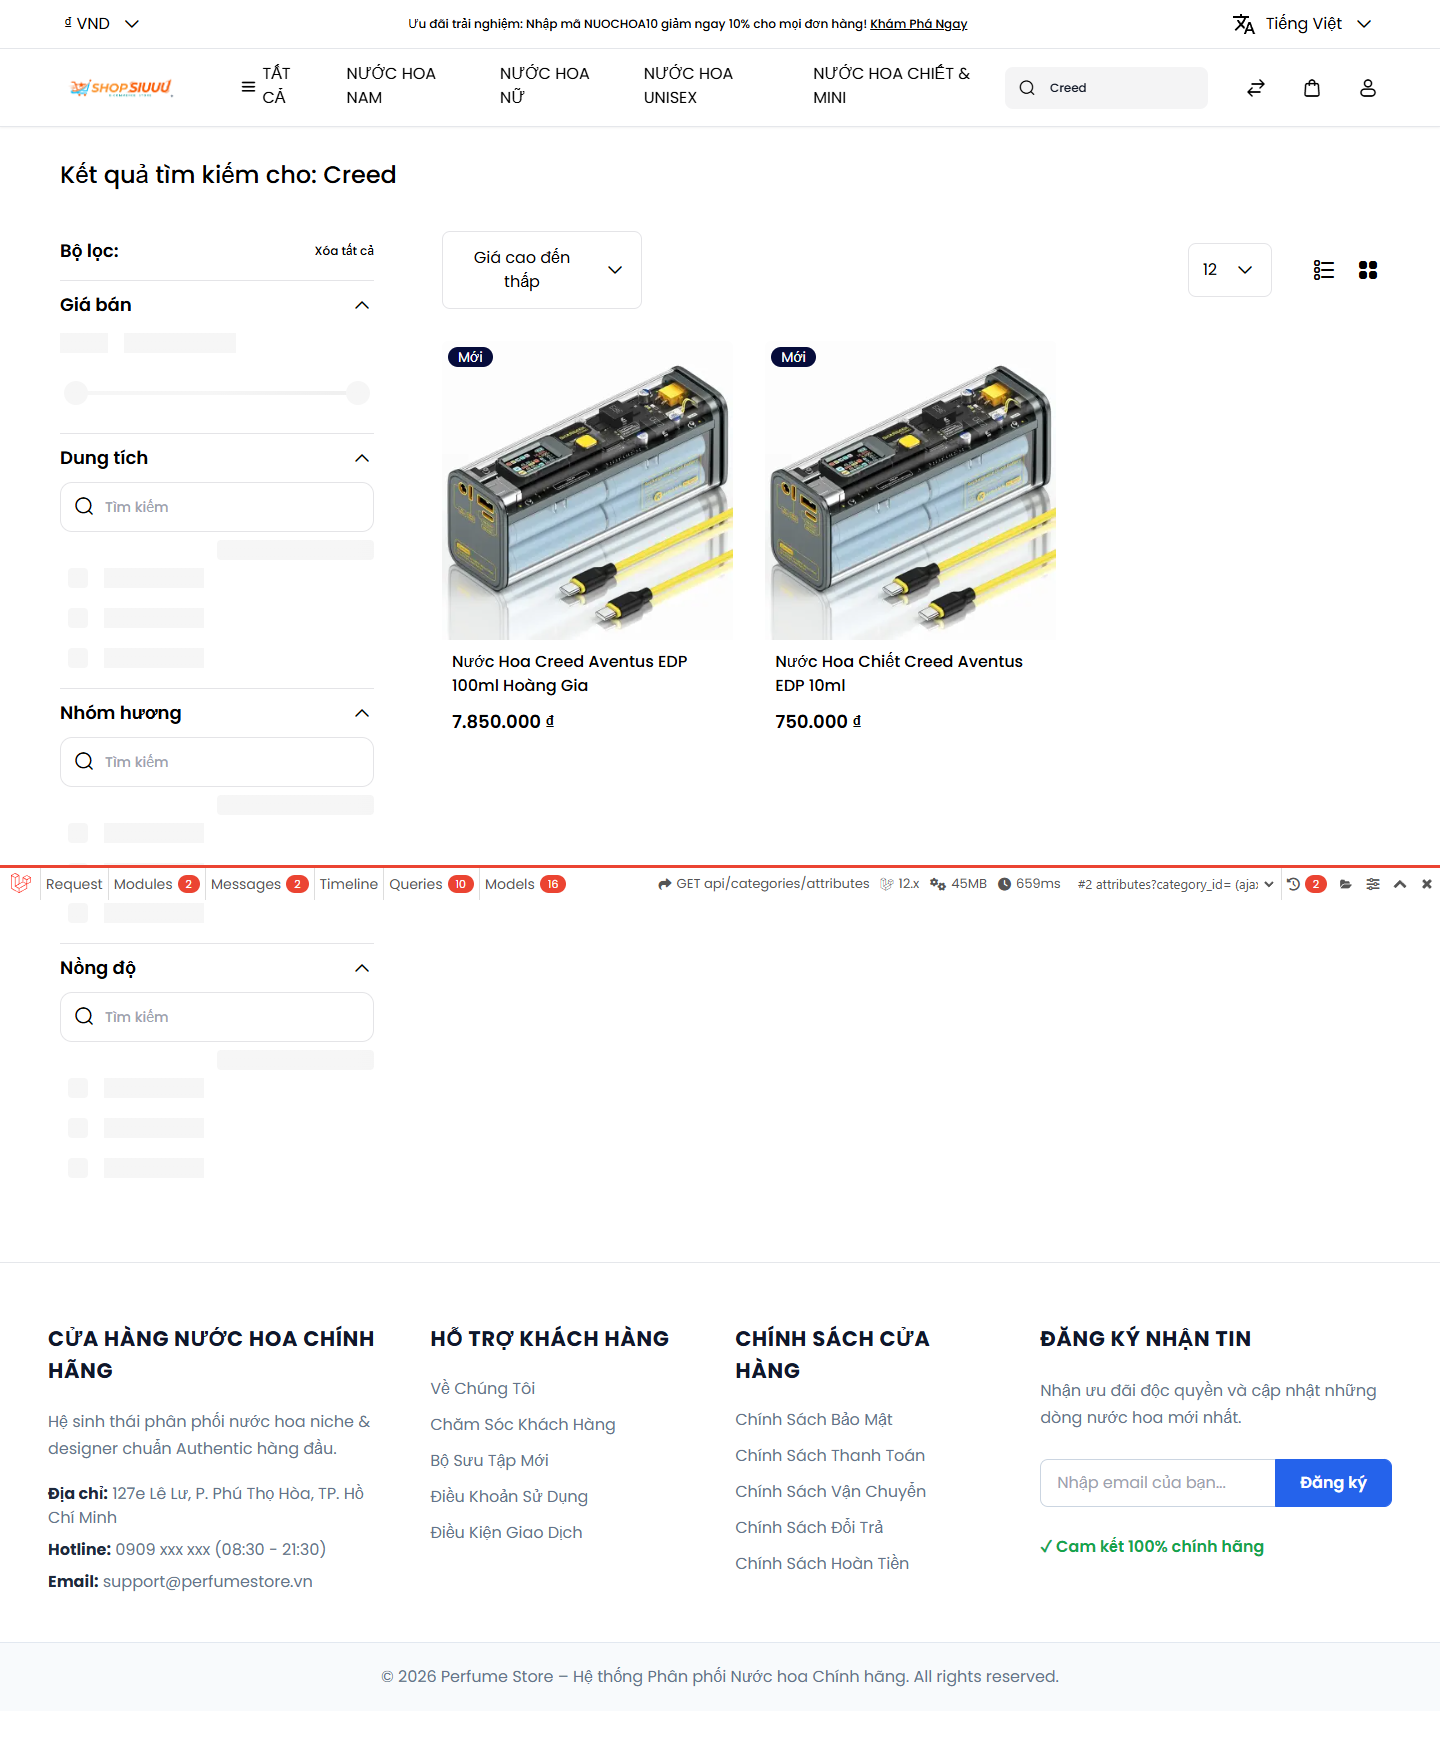 ₫ VND
Ưu đãi trải nghiệm: Nhập mã NUOCHOA10 giảm ngay 10% cho mọi đơn hàng! Khám Phá Ngay
Tiếng Việt
SHOP SIUUU
TẤT CẢ
NƯỚC HOA NAM
NƯỚC HOA NỮ
NƯỚC HOA UNISEX
NƯỚC HOA CHIẾT & MINI
Creed
Kết quả tìm kiếm cho: Creed
Bộ lọc:
Xóa tất cả
Giá cao đến thấp
12
Giá bán
Dung tích
Tìm kiếm
Mới
Mới
Nước Hoa Creed Aventus EDP 100ml Hoàng Gia
7.850.000 ₫
Nước Hoa Chiết Creed Aventus EDP 10ml
750.000 ₫
Nhóm hương
Tìm kiếm
Request
Modules 2
Messages 2
Timeline
Queries 10
Models 16
GET api/categories/attributes
12.x
45MB
659ms
#2 attributes?category_id= (aja
2
Nồng độ
Tìm kiếm
CỬA HÀNG NƯỚC HOA CHÍNH HÃNG
Hệ sinh thái phân phối nước hoa niche & designer chuẩn Authentic hàng đầu.
Địa chỉ: 127e Lê Lư, P. Phú Thọ Hòa, TP. Hồ Chí Minh
Hotline: 0909 xxx xxx (08:30 - 21:30)
Email: support@perfumestore.vn
HỖ TRỢ KHÁCH HÀNG
Về Chúng Tôi
Chăm Sóc Khách Hàng
Bộ Sưu Tập Mới
Điều Khoản Sử Dụng
Điều Kiện Giao Dịch
CHÍNH SÁCH CỬA HÀNG
Chính Sách Bảo Mật
Chính Sách Thanh Toán
Chính Sách Vận Chuyển
Chính Sách Đổi Trả
Chính Sách Hoàn Tiền
ĐĂNG KÝ NHẬN TIN
Nhận ưu đãi độc quyền và cập nhật những dòng nước hoa mới nhất.
Nhập email của bạn...
Đăng ký
✓ Cam kết 100% chính hãng
© 2026 Perfume Store – Hệ thống Phân phối Nước hoa Chính hãng. All rights reserved.